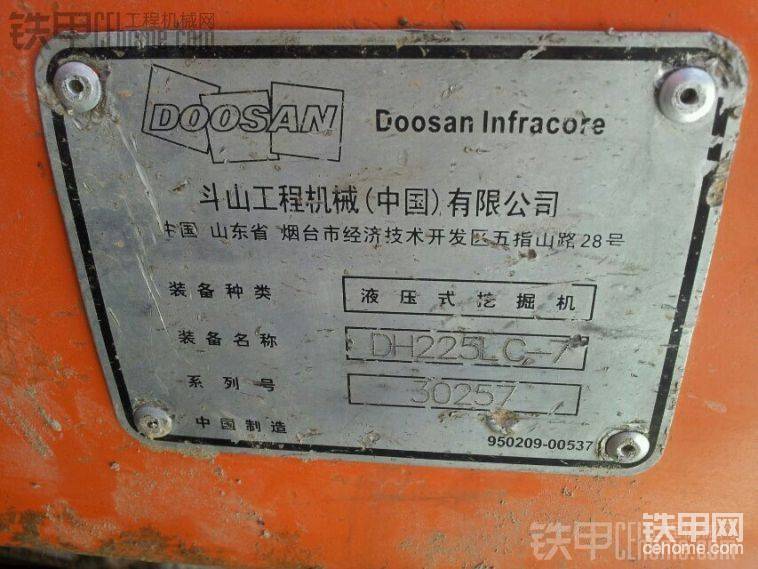 铁甲 工程机械网
cehome.com
DOOSAN Doosan Infracore
斗山工程机械(中国)有限公司
中国 山东省 烟台市经济技术开发区五指山路28号
装备种类 液压式挖掘机
装备名称 DH225LC-7
系列号 30257
中国制造
950209-00537
铁甲网
cehome.com